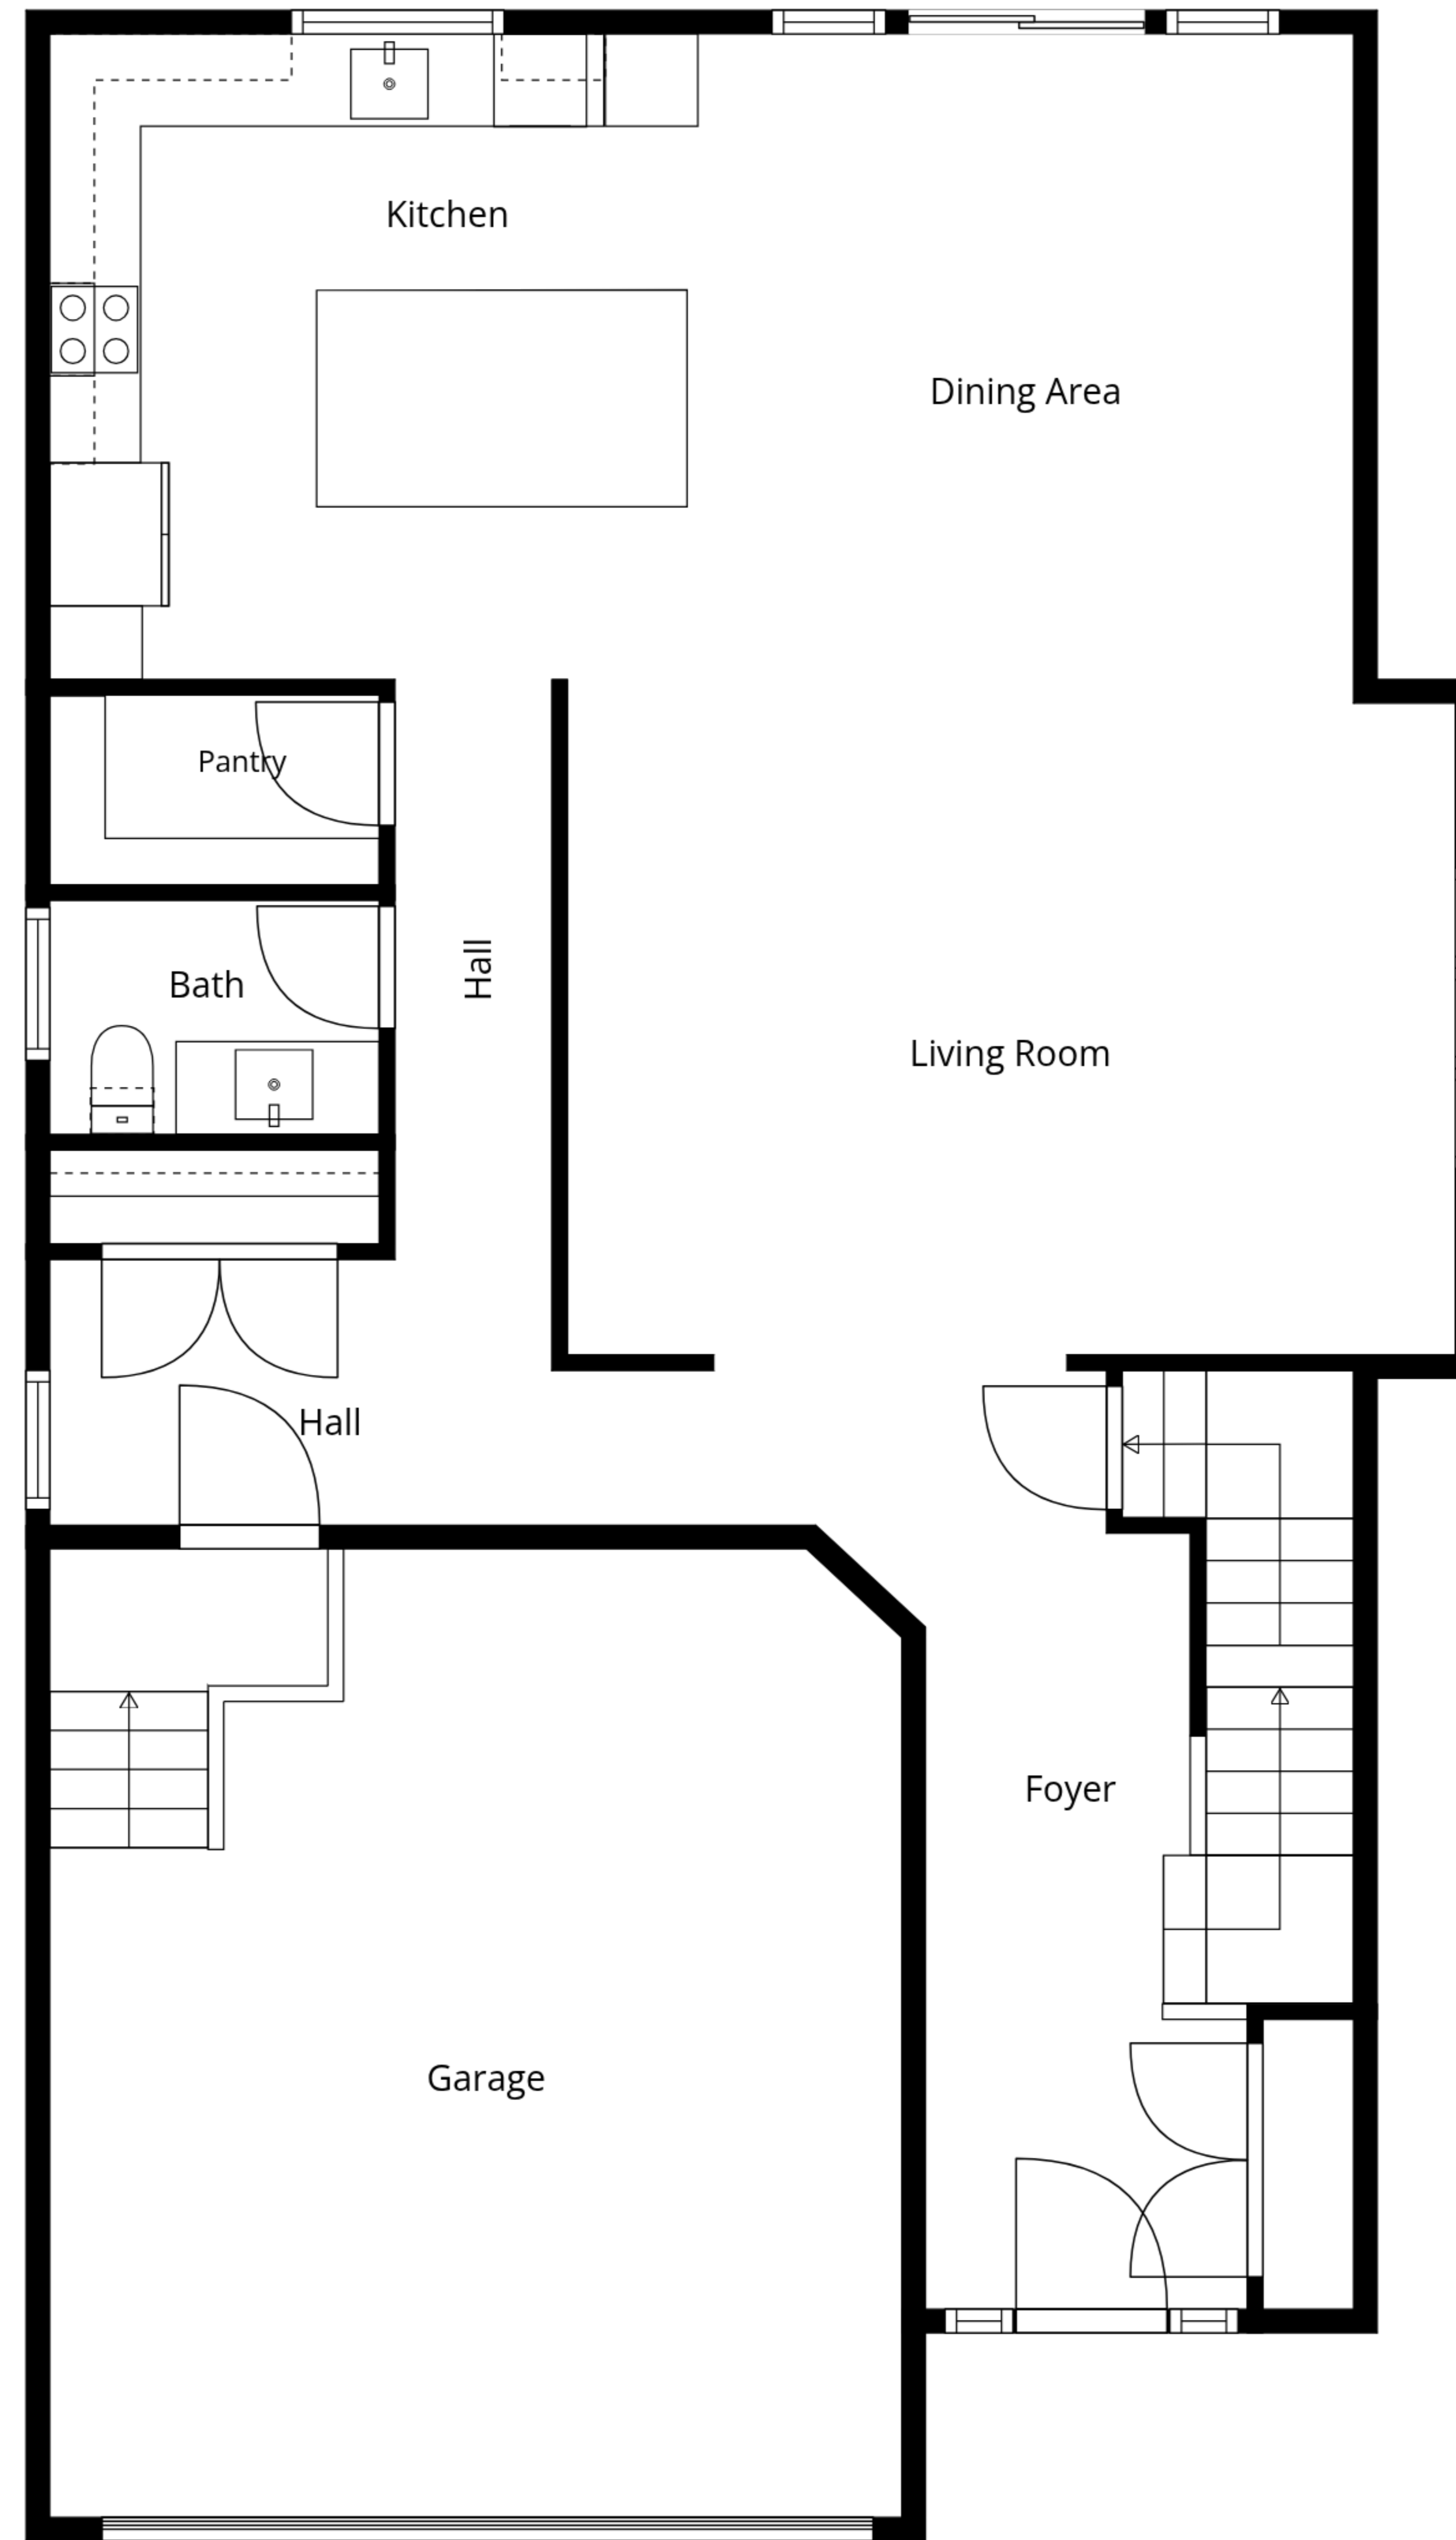 Kitchen
Dining Area
Pantry
Hall
Bath
Living Room
Hall
Foyer
Garage